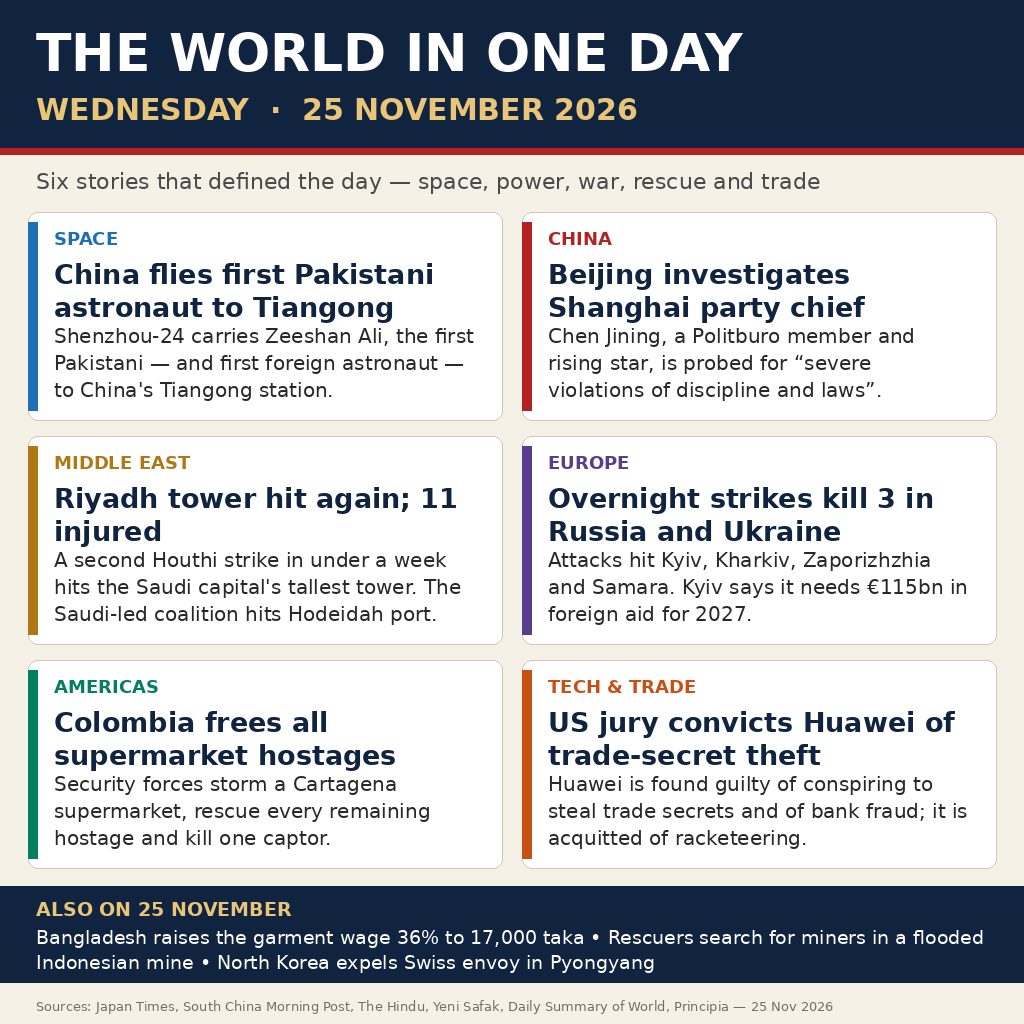 THE WORLD IN ONE DAY
WEDNESDAY · 25 NOVEMBER 2026
Six stories that defined the day — space, power, war, rescue and trade
SPACE
China flies first Pakistani
astronaut to Tiangong
Shenzhou-24 carries Zeeshan Ali, the first
Pakistani — and first foreign astronaut —
to China's Tiangong station.
CHINA
Beijing investigates
Shanghai party chief
Chen Jining, a Politburo member and
rising star, is probed for “severe
violations of discipline and laws”.
MIDDLE EAST
Riyadh tower hit again; 11
injured
A second Houthi strike in under a week
hits the Saudi capital's tallest tower. The
Saudi-led coalition hits Hodeidah port.
EUROPE
Overnight strikes kill 3 in
Russia and Ukraine
Attacks hit Kyiv, Kharkiv, Zaporizhzhia
and Samara. Kyiv says it needs €115bn in
foreign aid for 2027.
AMERICAS
Colombia frees all
supermarket hostages
Security forces storm a Cartagena
supermarket, rescue every remaining
hostage and kill one captor.
TECH & TRADE
US jury convicts Huawei of
trade-secret theft
Huawei is found guilty of conspiring to
steal trade secrets and of bank fraud; it is
acquitted of racketeering.
ALSO ON 25 NOVEMBER
Bangladesh raises the garment wage 36% to 17,000 taka • Rescuers search for miners in a flooded
Indonesian mine • North Korea expels Swiss envoy in Pyongyang
Sources: Japan Times, South China Morning Post, The Hindu, Yeni Safak, Daily Summary of World, Principia — 25 Nov 2026